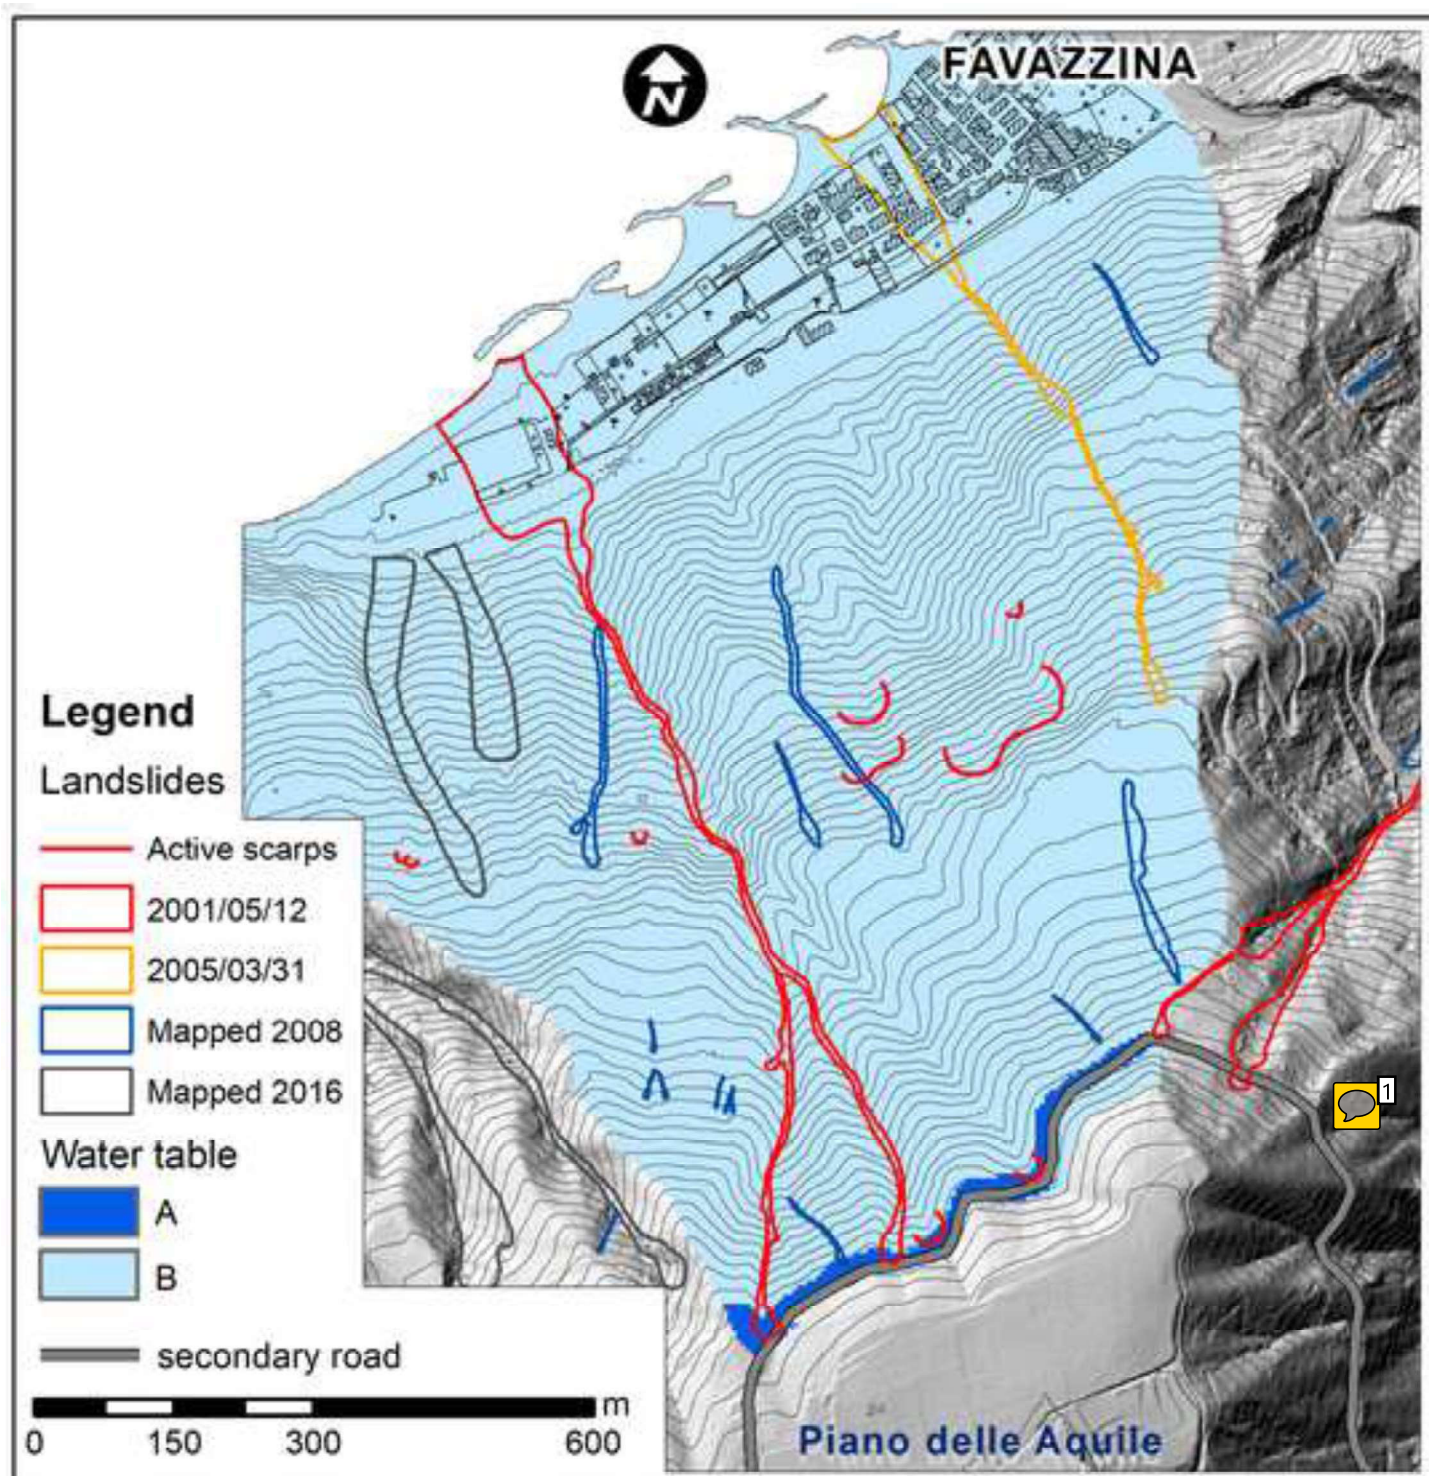 FAVAZZINA
N
Legend
Landslides
Active scarps
2001/05/12
2005/03/31
Mapped 2008
Mapped 2016
Water table
A
B
secondary road
m
0 150 300 600
Piano delle Aquile
1